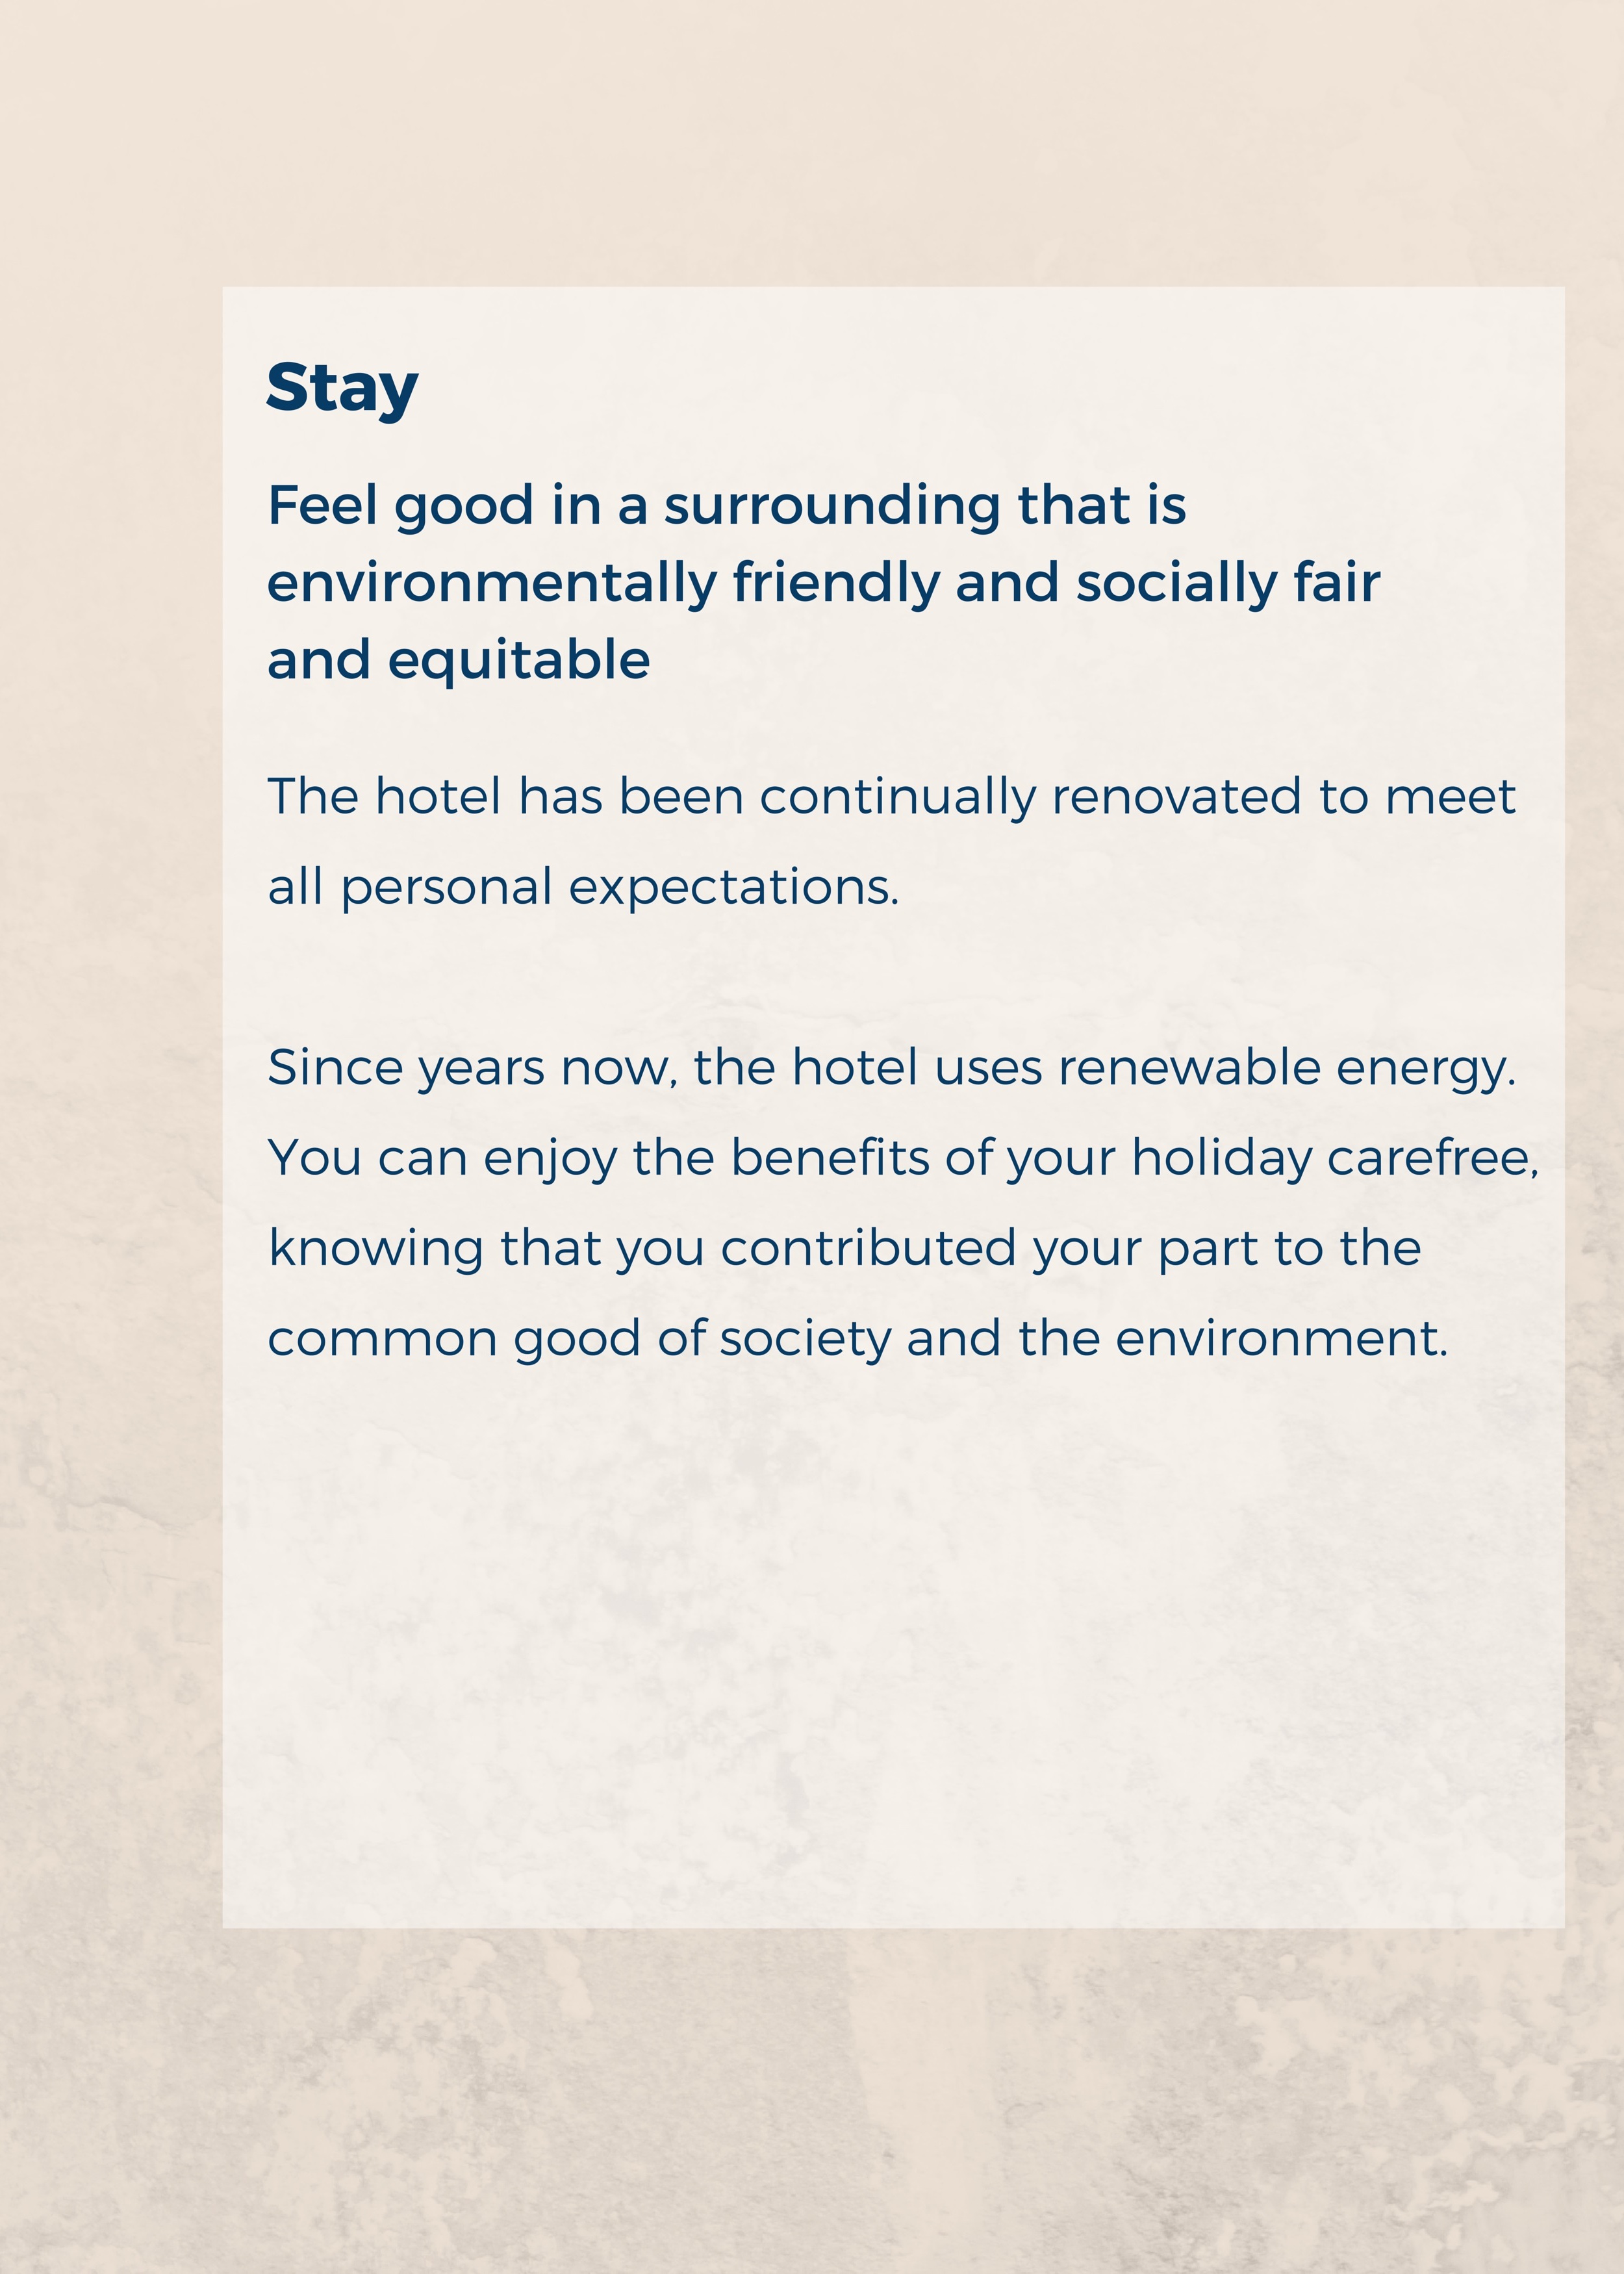 Stay
Feel good in a surrounding that is
environmentally friendly and socially fair
and equitable
The hotel has been continually renovated to meet
all personal expectations.
Since years now, the hotel uses renewable energy.
You can enjoy the benefits of your holiday carefree,
knowing that you contributed your part to the
common good of society and the environment.